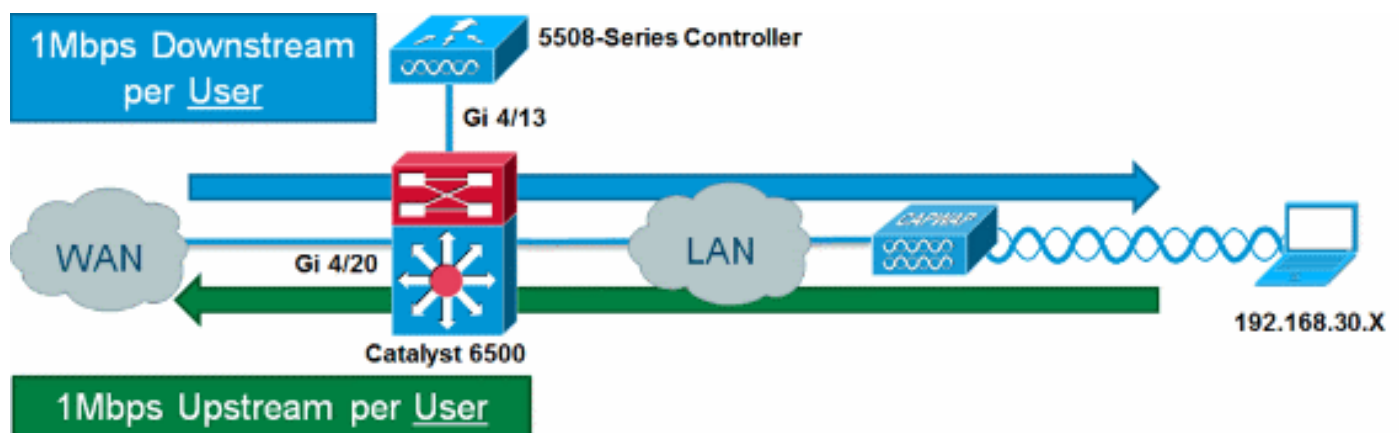 1Mbps Downstream
per User
5508-Series Controller
Gi 4/13
WAN
Gi 4/20
LAN
CAPWAP
192.168.30.X
Catalyst 6500
1Mbps Upstream per User